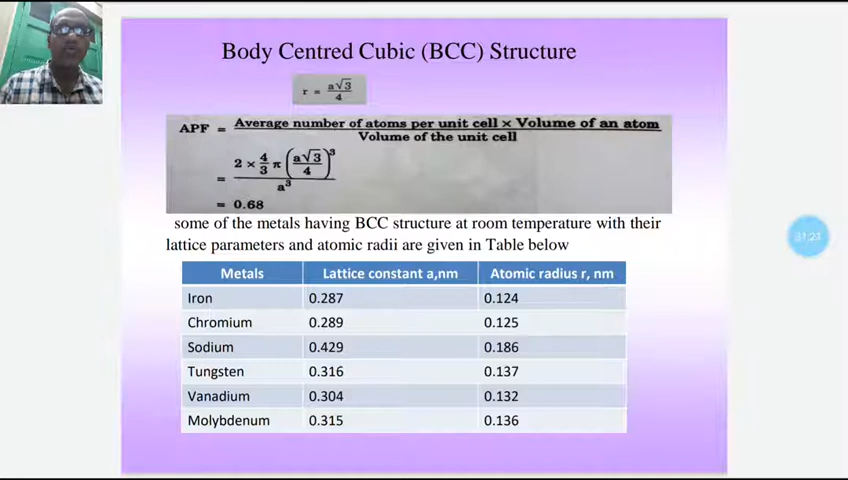 Body Centred Cubic (BCC) Structure
r = a√3/4
APF = Average number of atoms per unit cell × Volume of an atom / Volume of the unit cell
= 2 × 4/3 π (a√3/4)³ / a³
= 0.68
some of the metals having BCC structure at room temperature with their
lattice parameters and atomic radii are given in Table below
Metals Lattice constant a,nm Atomic radius r, nm
Iron 0.287 0.124
Chromium 0.289 0.125
Sodium 0.429 0.186
Tungsten 0.316 0.137
Vanadium 0.304 0.132
Molybdenum 0.315 0.136